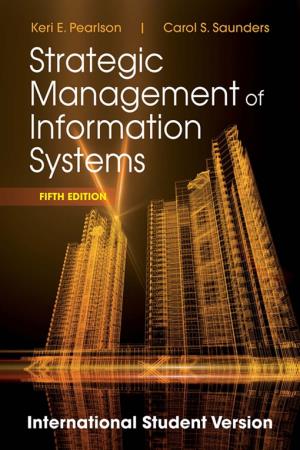 Keri E. Pearlson | Carol S. Saunders
Strategic
Management of
Information
Systems
FIFTH EDITION
International Student Version